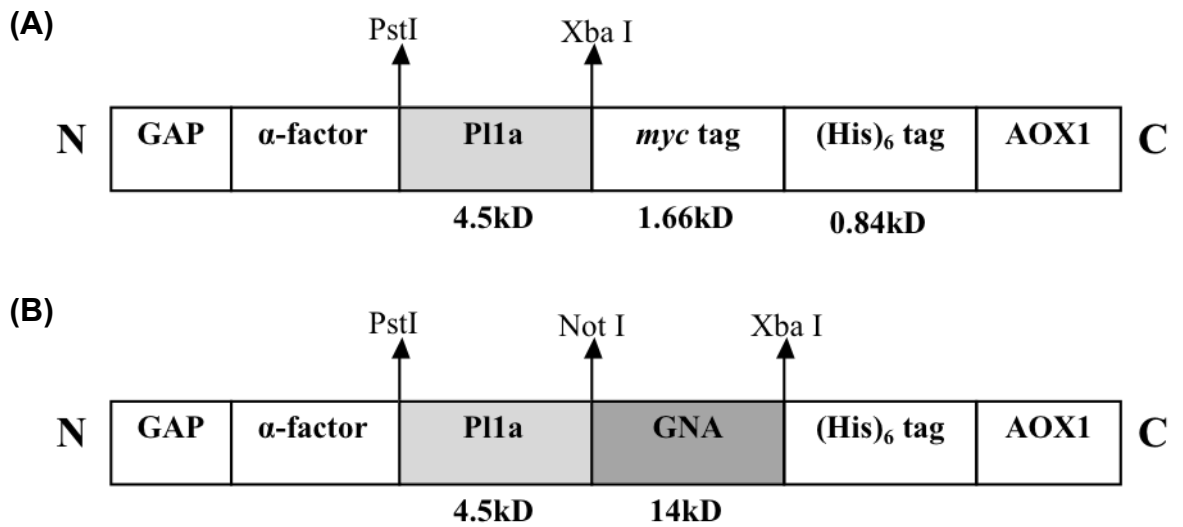 (A)
PstI Xba I
N GAP α-factor Pl1a myc tag (His)₆ tag AOX1 C
4.5kD 1.66kD 0.84kD
(B)
PstI Not I Xba I
N GAP α-factor Pl1a GNA (His)₆ tag AOX1 C
4.5kD 14kD